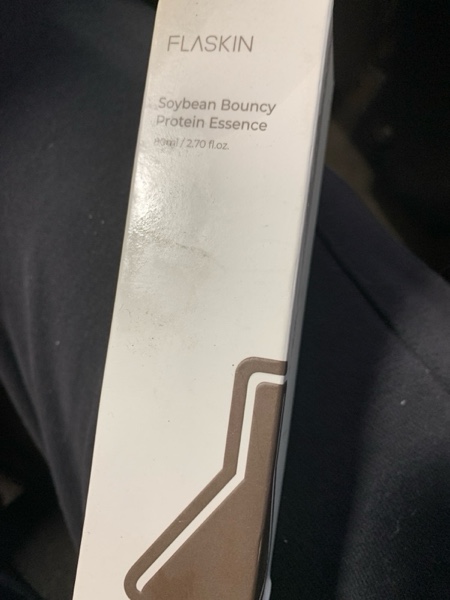 FLASKIN
Soybean Bouncy
Protein Essence
80ml / 2.70 fl.oz.